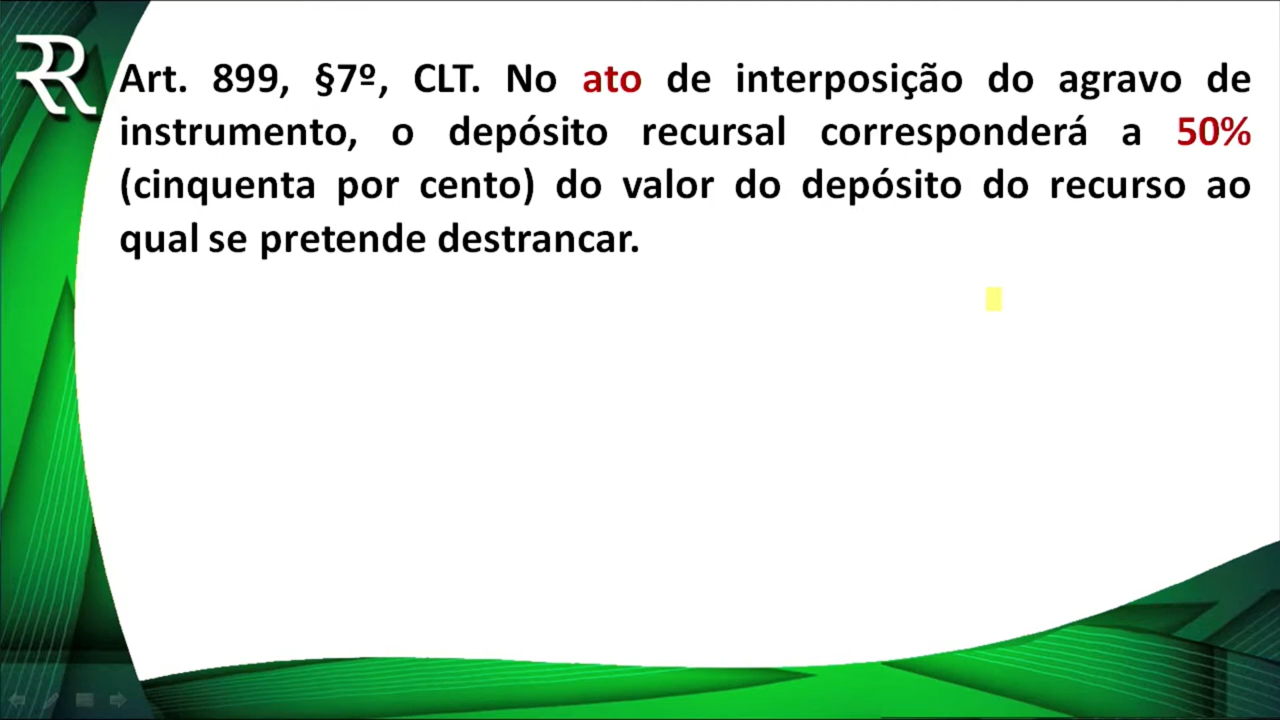 Art. 899, §7º, CLT. No ato de interposição do agravo de
instrumento, o depósito recursal corresponderá a 50%
(cinquenta por cento) do valor do depósito do recurso ao
qual se pretende destrancar.